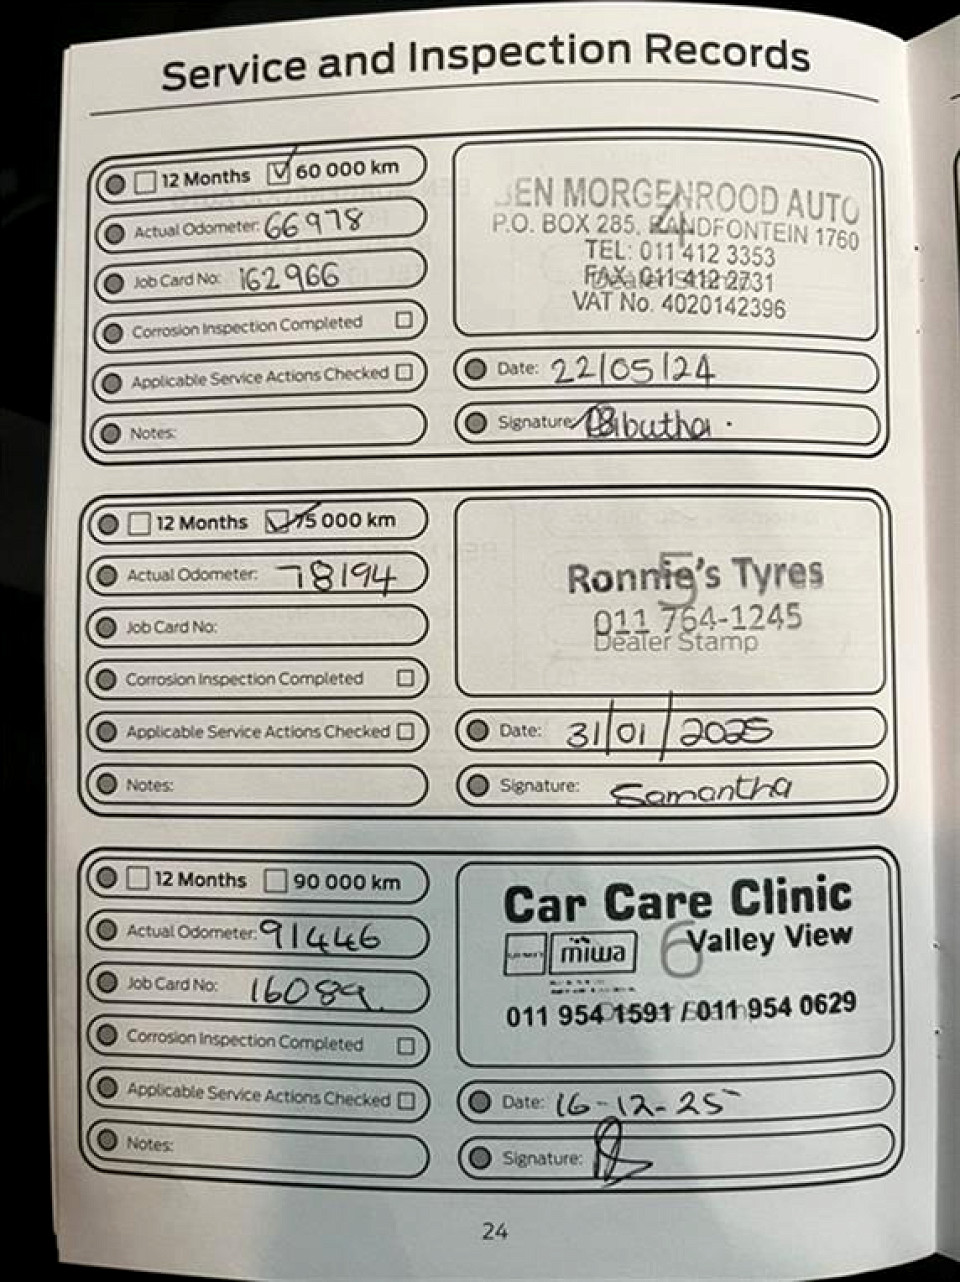 Service and Inspection Records
12 Months 60 000 km
Actual Odometer: 66978
Job Card No: 162966
Corrosion Inspection Completed
Applicable Service Actions Checked
Notes:
4
EN MORGENROOD AUTO
P.O. BOX 285, RANDFONTEIN 1760
TEL: 011 412 3353
FAX: 011 412 2731
Dealer Stamp
VAT No. 4020142396
Date: 22/05/24
Signature:
12 Months 75 000 km
Actual Odometer: 78194
Job Card No:
Corrosion Inspection Completed
Applicable Service Actions Checked
Notes:
5
Ronnie's Tyres
011 764-1245
Dealer Stamp
Date: 31/01/2025
Signature: Samantha
12 Months 90 000 km
Actual Odometer: 91446
Job Card No: 16089
Corrosion Inspection Completed
Applicable Service Actions Checked
Notes:
6
Car Care Clinic
miwa Valley View
011 954 1591 / 011 954 0629
Date: 16-12-25
Signature:
24